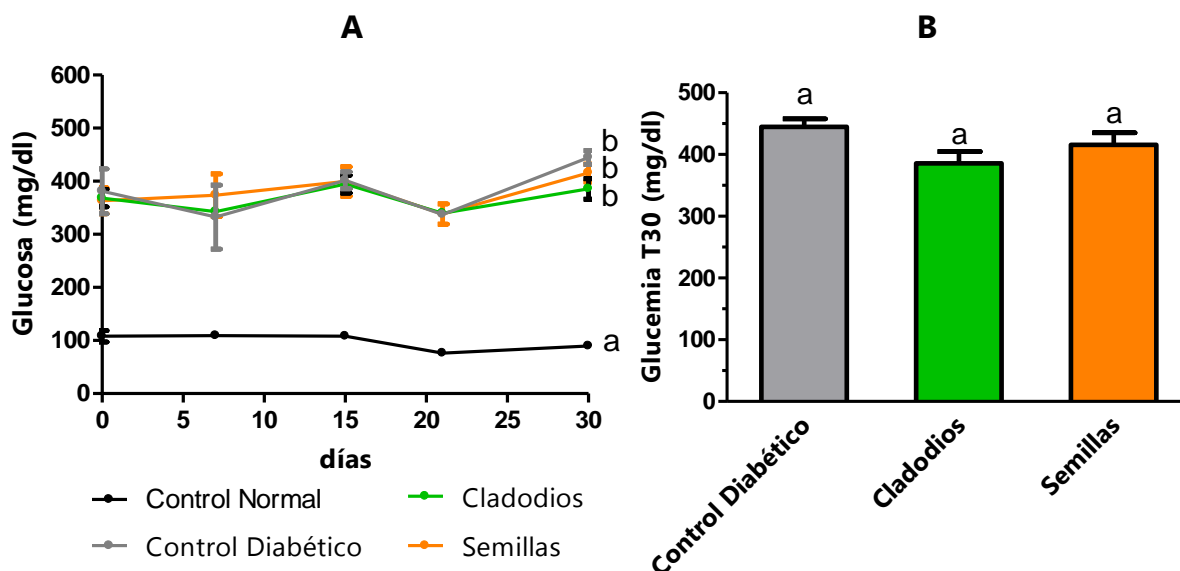 A
Glucosa (mg/dl)
600
500
400
300
200
100
0
0 5 10 15 20 25 30
días
b
b
b
a
Control Normal
Cladodios
Control Diabético
Semillas
B
Glucemia T30 (mg/dl)
500
400
300
200
100
0
a
a
a
Control Diabético
Cladodios
Semillas